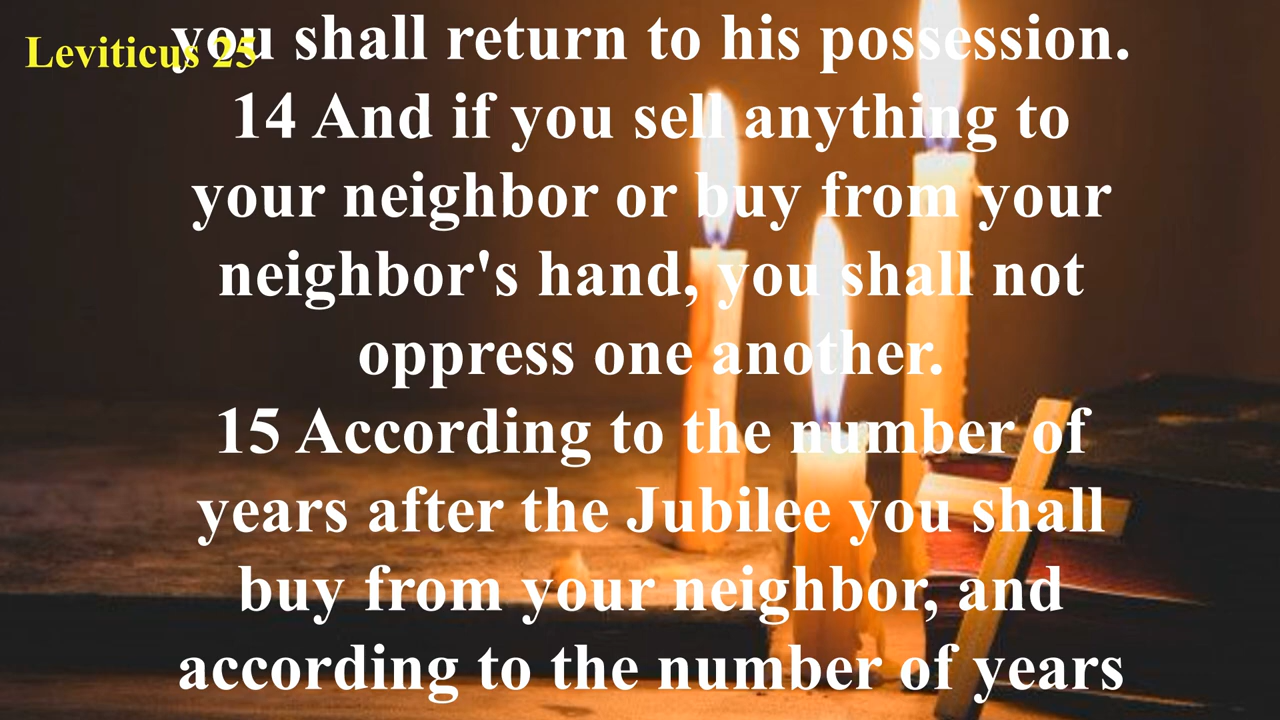 Leviticus 25
you shall return to his possession.
14 And if you sell anything to
your neighbor or buy from your
neighbor's hand, you shall not
oppress one another.
15 According to the number of
years after the Jubilee you shall
buy from your neighbor, and
according to the number of years